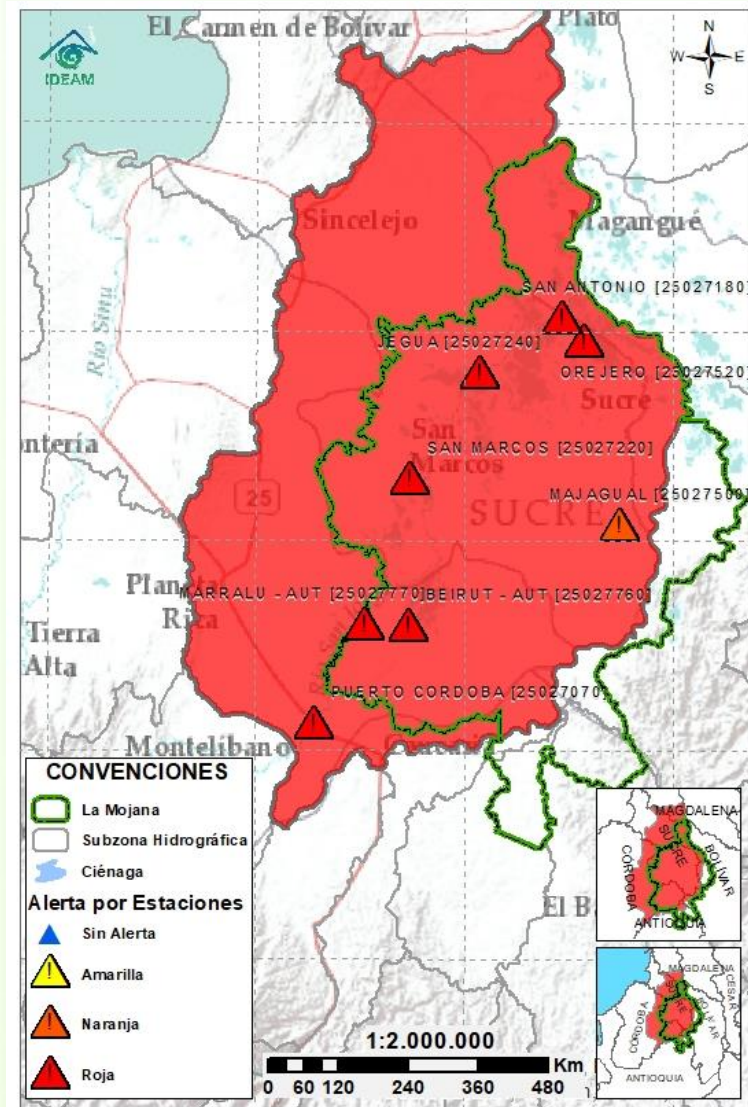 El Carmen de Bolívar
Plato
IDEAM
N
W E
S
Sincelejo
Magangué
Río Sinú
SAN ANTONIO [25027180]
JEGUA [25027240]
OREJERO [25027520]
Sucre
ontería
San
Marcos
SAN MARCOS [25027220]
25
MAJAGUAL [25027500]
SUCRE
Planeta
Rica
MARRALU - AUT [25027770]
BEIRUT - AUT [25027760]
Tierra
Alta
PUERTO CORDOBA [25027070]
Montelíbano
CONVENCIONES
La Mojana
Subzona Hidrográfica
Ciénaga
Alerta por Estaciones
Sin Alerta
Amarilla
Naranja
Roja
El B
1:2.000.000
Km
0 60 120 240 360 480
MAGDALENA
SUCRE
BOLÍVAR
CORDOBA
ANTIOQUIA
MAGDALENA
CESAR
SUCRE
BOLÍVAR
CORDOBA
ANTIOQUIA